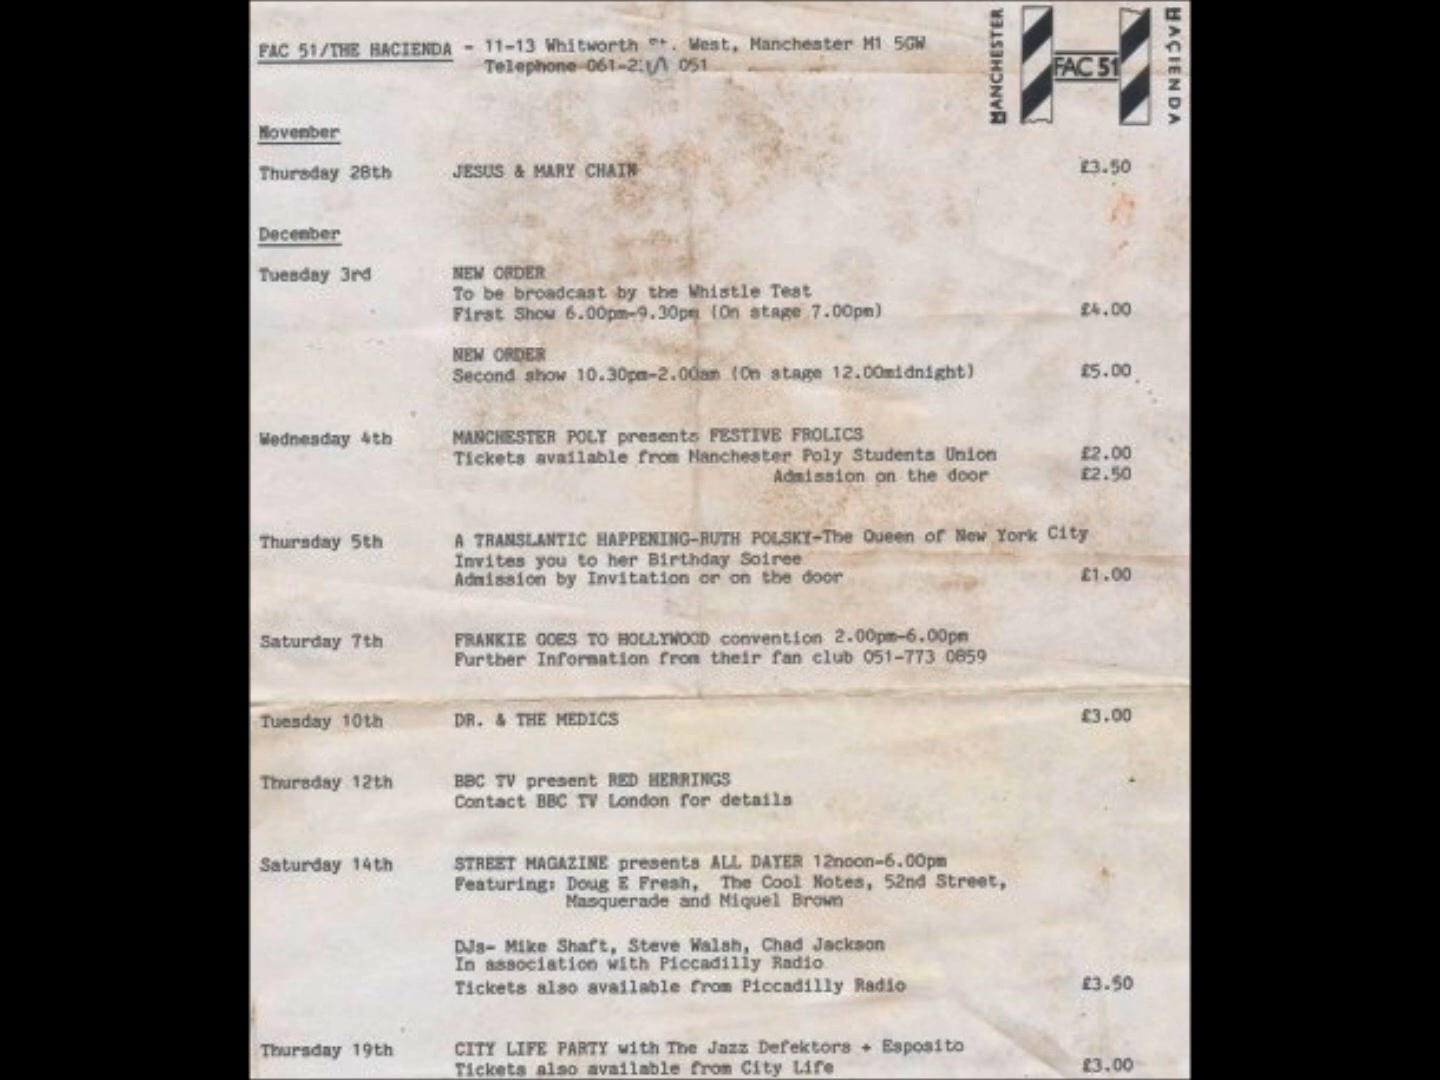 FAC 51/THE HACIENDA - 11-13 Whitworth St. West, Manchester M1 5GW
Telephone 061-2 051
MANCHESTER
FAC 51
HAÇIENDA
November
Thursday 28th JESUS & MARY CHAIN £3.50
December
Tuesday 3rd NEW ORDER
To be broadcast by the Whistle Test
First Show 6.00pm-9.30pm (On stage 7.00pm) £4.00
NEW ORDER
Second show 10.30pm-2.00am (On stage 12.00midnight) £5.00
Wednesday 4th MANCHESTER POLY presents FESTIVE FROLICS
Tickets available from Manchester Poly Students Union £2.00
Admission on the door £2.50
Thursday 5th A TRANSLANTIC HAPPENING-RUTH POLSKY-The Queen of New York City
Invites you to her Birthday Soiree
Admission by Invitation or on the door £1.00
Saturday 7th FRANKIE GOES TO HOLLYWOOD convention 2.00pm-6.00pm
Further Information from their fan club 051-773 0859
Tuesday 10th DR. & THE MEDICS £3.00
Thursday 12th BBC TV present RED HERRINGS
Contact BBC TV London for details
Saturday 14th STREET MAGAZINE presents ALL DAYER 12noon-6.00pm
Featuring: Doug E Fresh, The Cool Notes, 52nd Street,
Masquerade and Miquel Brown
DJs- Mike Shaft, Steve Walsh, Chad Jackson
In association with Piccadilly Radio
Tickets also available from Piccadilly Radio £3.50
Thursday 19th CITY LIFE PARTY with The Jazz Defektors + Esposito
Tickets also available from City Life £3.00